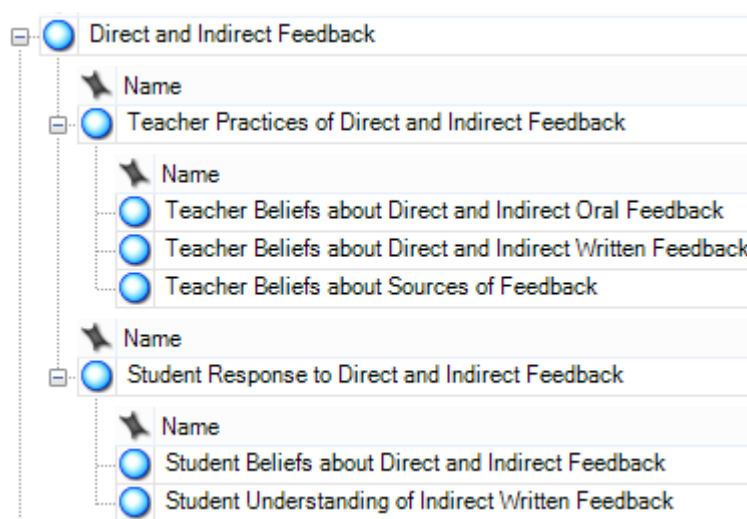 Direct and Indirect Feedback
Name
Teacher Practices of Direct and Indirect Feedback
Name
Teacher Beliefs about Direct and Indirect Oral Feedback
Teacher Beliefs about Direct and Indirect Written Feedback
Teacher Beliefs about Sources of Feedback
Name
Student Response to Direct and Indirect Feedback
Name
Student Beliefs about Direct and Indirect Feedback
Student Understanding of Indirect Written Feedback